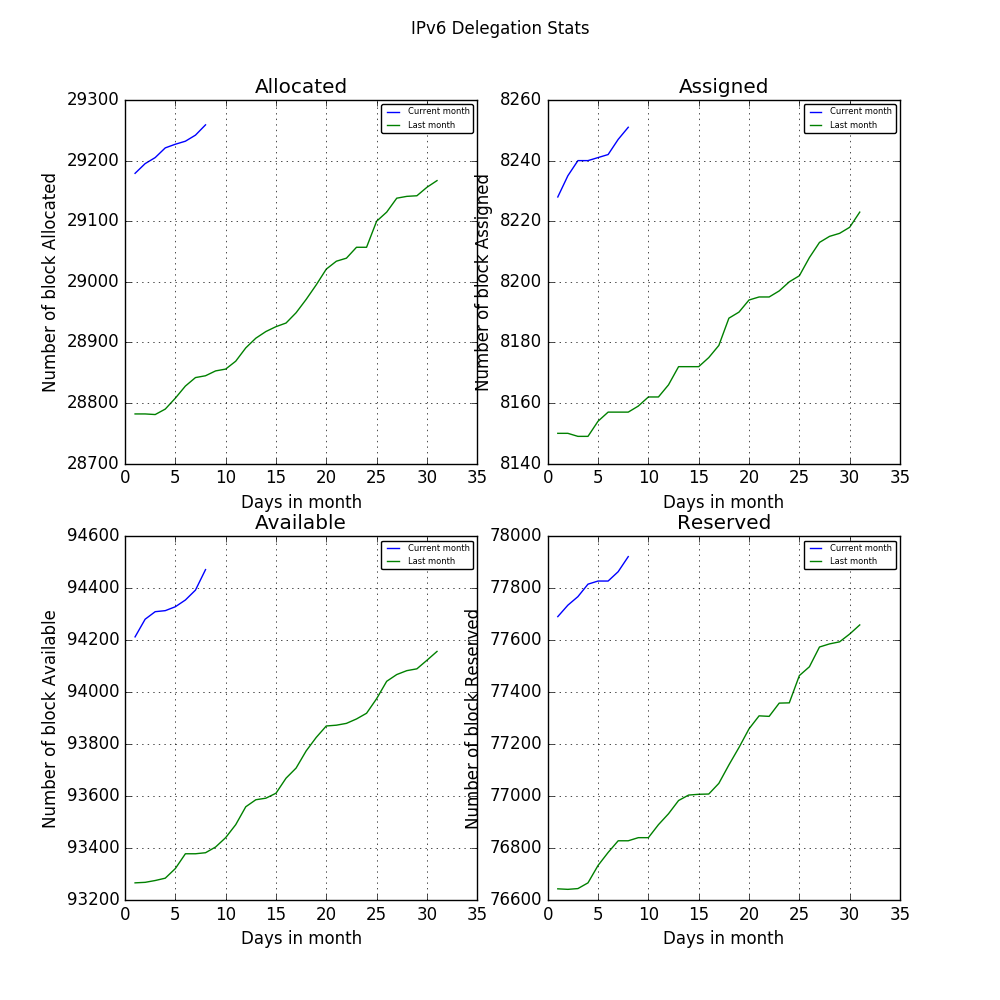 IPv6 Delegation Stats
Allocated
Number of block Allocated
29300
29200
29100
29000
28900
28800
28700
Current month
Last month
0 5 10 15 20 25 30 35
Days in month
Assigned
Number of block Assigned
8260
8240
8220
8200
8180
8160
8140
Current month
Last month
0 5 10 15 20 25 30 35
Days in month
Available
Number of block Available
94600
94400
94200
94000
93800
93600
93400
93200
Current month
Last month
0 5 10 15 20 25 30 35
Days in month
Reserved
Number of block Reserved
78000
77800
77600
77400
77200
77000
76800
76600
Current month
Last month
0 5 10 15 20 25 30 35
Days in month